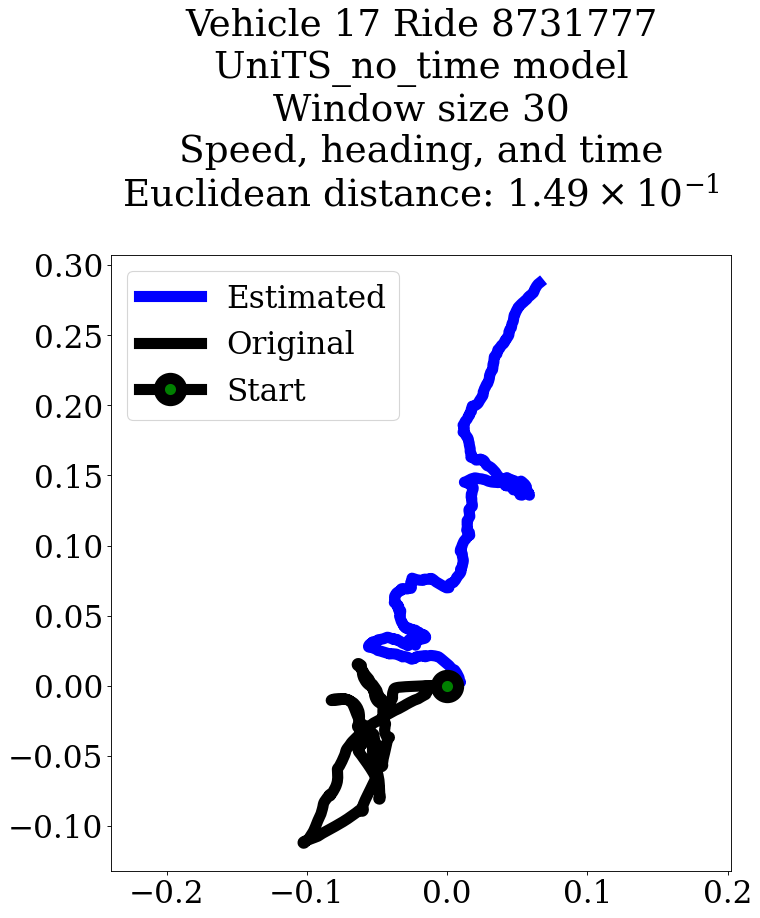 Vehicle 17 Ride 8731777
UniTS_no_time model
Window size 30
Speed, heading, and time
Euclidean distance: 1.49 × 10⁻¹
0.30
Estimated
0.25
Original
0.20
Start
0.15
0.10
0.05
0.00
−0.05
−0.10
−0.2 −0.1 0.0 0.1 0.2